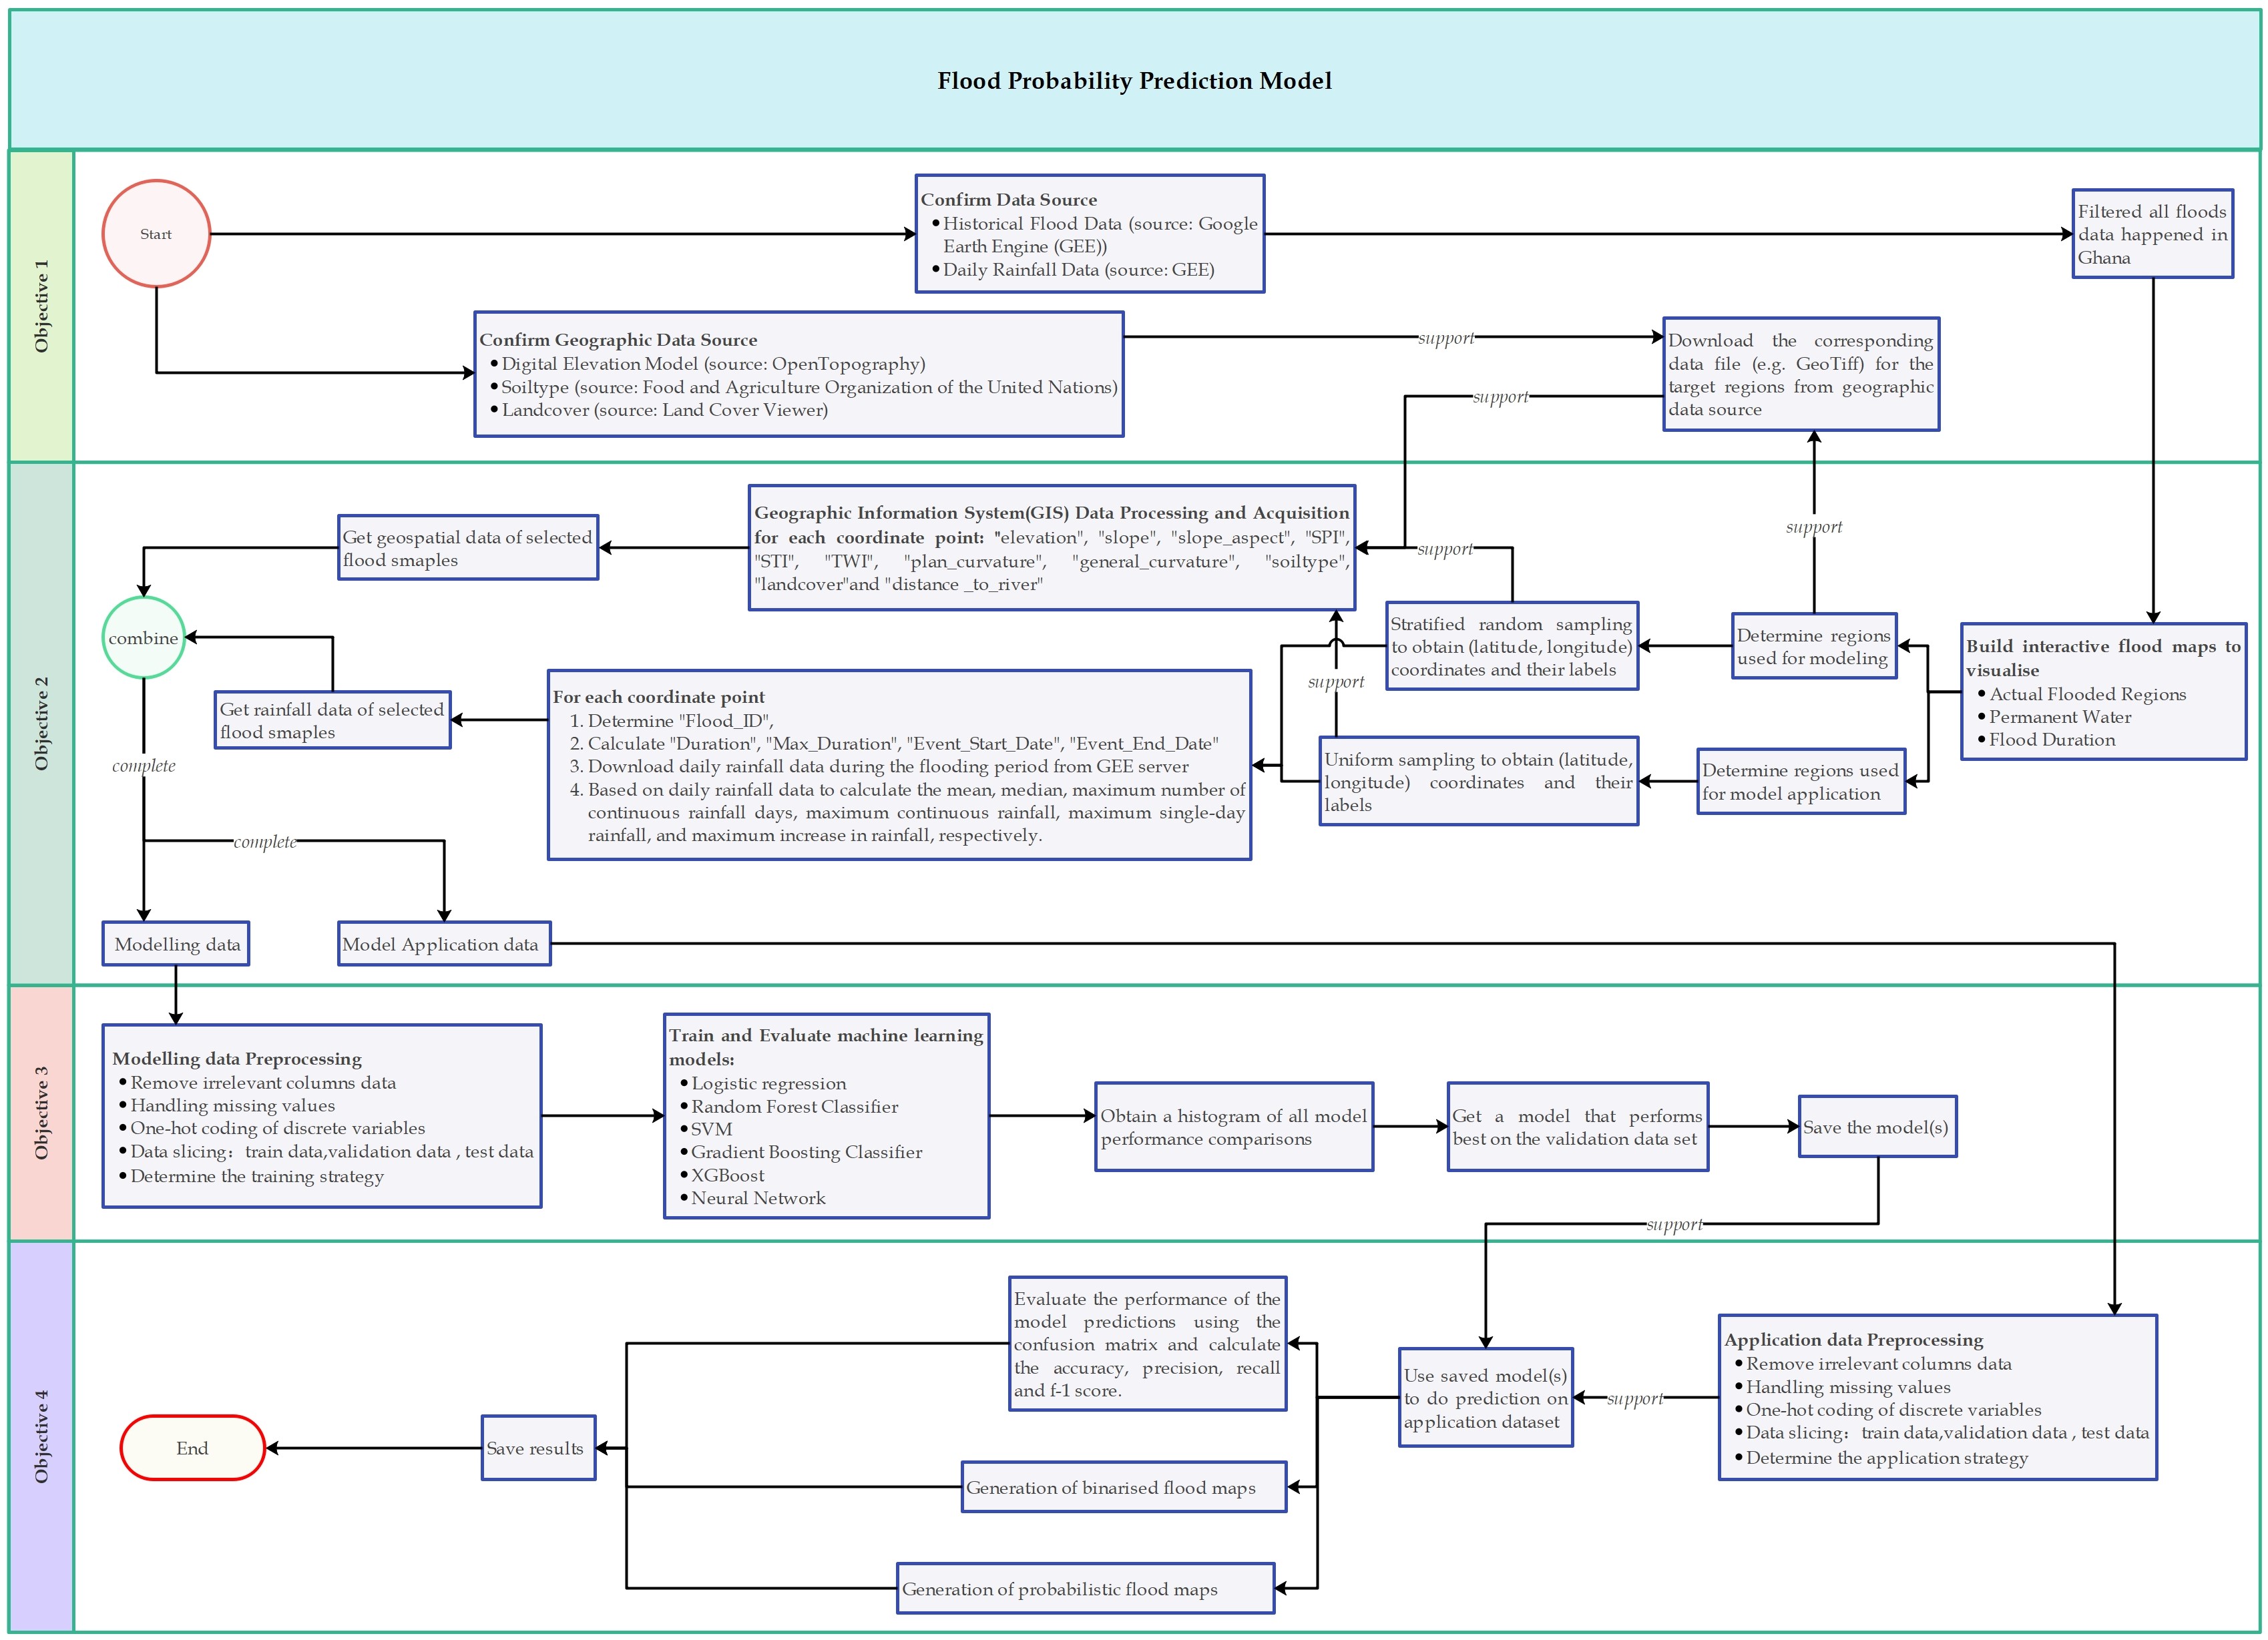 Flood Probability Prediction Model
Objective 1
Start
Confirm Data Source
● Historical Flood Data (source: Google
Earth Engine (GEE))
● Daily Rainfall Data (source: GEE)
Filtered all floods
data happened in
Ghana
Confirm Geographic Data Source
● Digital Elevation Model (source: OpenTopography)
● Soiltype (source: Food and Agriculture Organization of the United Nations)
● Landcover (source: Land Cover Viewer)
support
support
Download the corresponding
data file (e.g. GeoTiff) for the
target regions from geographic
data source
Objective 2
Get geospatial data of selected
flood smaples
Geographic Information System(GIS) Data Processing and Acquisition
for each coordinate point: "elevation", "slope", "slope_aspect", "SPI",
"STI", "TWI", "plan_curvature", "general_curvature", "soiltype",
"landcover"and "distance _to_river"
support
support
combine
Get rainfall data of selected
flood smaples
For each coordinate point
1. Determine "Flood_ID",
2. Calculate "Duration", "Max_Duration", "Event_Start_Date", "Event_End_Date"
3. Download daily rainfall data during the flooding period from GEE server
4. Based on daily rainfall data to calculate the mean, median, maximum number of
continuous rainfall days, maximum continuous rainfall, maximum single-day
rainfall, and maximum increase in rainfall, respectively.
support
Stratified random sampling
to obtain (latitude, longitude)
coordinates and their labels
Determine regions
used for modeling
Build interactive flood maps to
visualise
● Actual Flooded Regions
● Permanent Water
● Flood Duration
Uniform sampling to obtain (latitude,
longitude) coordinates and their
labels
Determine regions used
for model application
complete
complete
Modelling data
Model Application data
Objective 3
Modelling data Preprocessing
● Remove irrelevant columns data
● Handling missing values
● One-hot coding of discrete variables
● Data slicing：train data,validation data , test data
● Determine the training strategy
Train and Evaluate machine learning
models:
● Logistic regression
● Random Forest Classifier
● SVM
● Gradient Boosting Classifier
● XGBoost
● Neural Network
Obtain a histogram of all model
performance comparisons
Get a model that performs
best on the validation data set
Save the model(s)
support
Objective 4
Evaluate the performance of the
model predictions using the
confusion matrix and calculate
the accuracy, precision, recall
and f-1 score.
Use saved model(s)
to do prediction on
application dataset
support
Application data Preprocessing
● Remove irrelevant columns data
● Handling missing values
● One-hot coding of discrete variables
● Data slicing：train data,validation data , test data
● Determine the application strategy
End
Save results
Generation of binarised flood maps
Generation of probabilistic flood maps